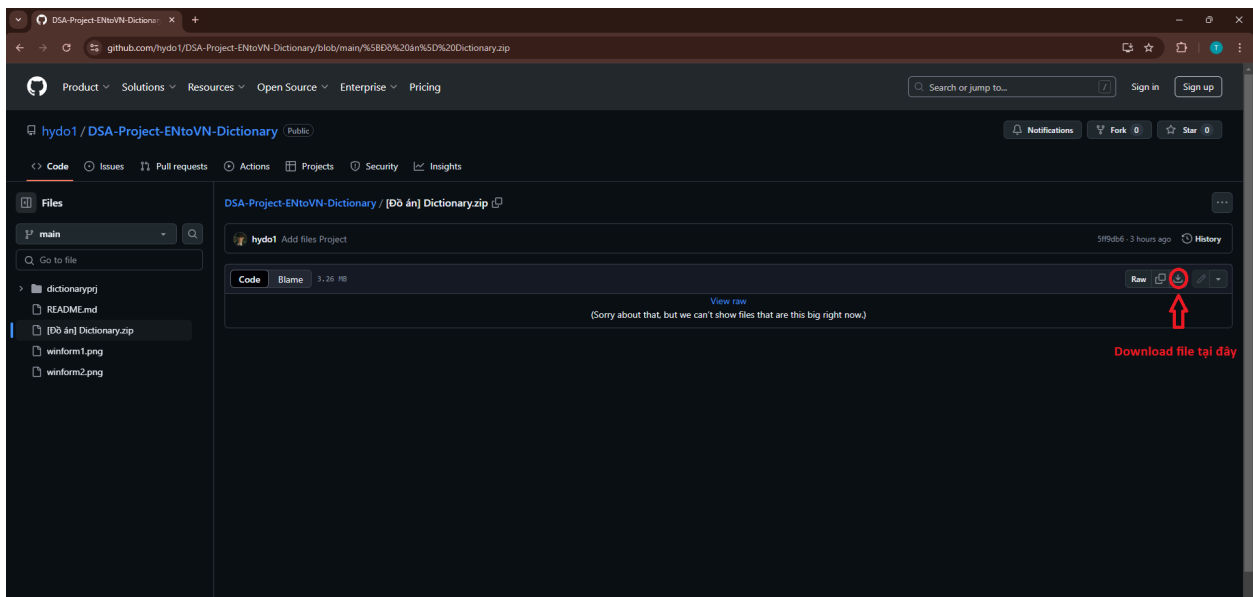 DSA-Project-ENtoVN-Dictionar
github.com/hydo1/DSA-Project-ENtoVN-Dictionary/blob/main/%5BĐồ%20án%5D%20Dictionary.zip
T
Product Solutions Resources Open Source Enterprise Pricing
Search or jump to... /
Sign in Sign up
hydo1 / DSA-Project-ENtoVN-Dictionary Public
Notifications Fork 0 Star 0
<> Code Issues Pull requests Actions Projects Security Insights
Files
DSA-Project-ENtoVN-Dictionary / [Đồ án] Dictionary.zip
main
Go to file
dictionaryprj
README.md
[Đồ án] Dictionary.zip
winform1.png
winform2.png
hydo1 Add files Project
5ff9db6 · 3 hours ago History
Code Blame 3.26 MB
Raw
View raw
(Sorry about that, but we can't show files that are this big right now.)
Download file tại đây